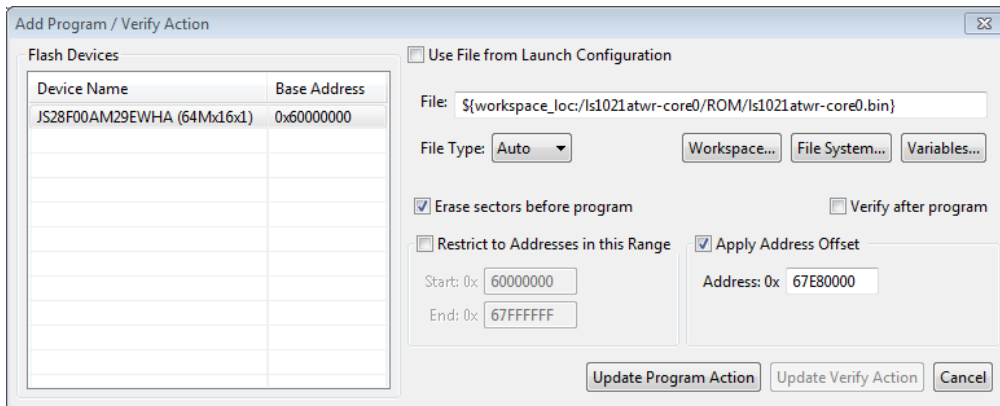 Add Program / Verify Action
Flash Devices
Device Name Base Address
JS28F00AM29EWHA (64Mx16x1) 0x60000000
Use File from Launch Configuration
File: ${workspace_loc:/ls1021atwr-core0/ROM/ls1021atwr-core0.bin}
File Type: Auto Workspace... File System... Variables...
Erase sectors before program Verify after program
Restrict to Addresses in this Range Apply Address Offset
Start: 0x 60000000 Address: 0x 67E80000
End: 0x 67FFFFFF
Update Program Action Update Verify Action Cancel